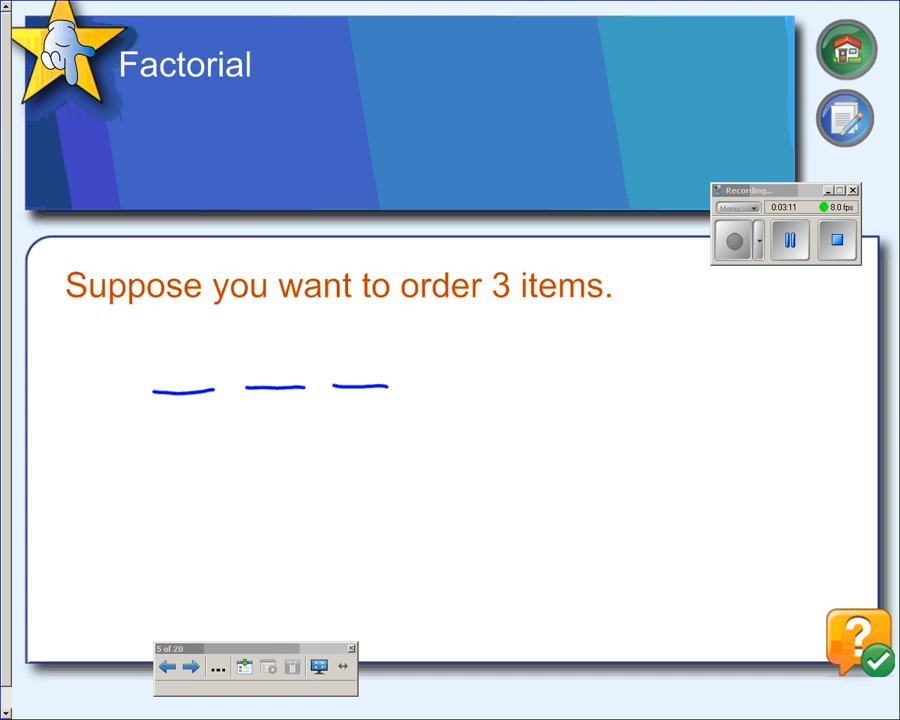 Factorial
Recording...
Menu
0:03:11
8.0 fps
Suppose you want to order 3 items.
5 of 20